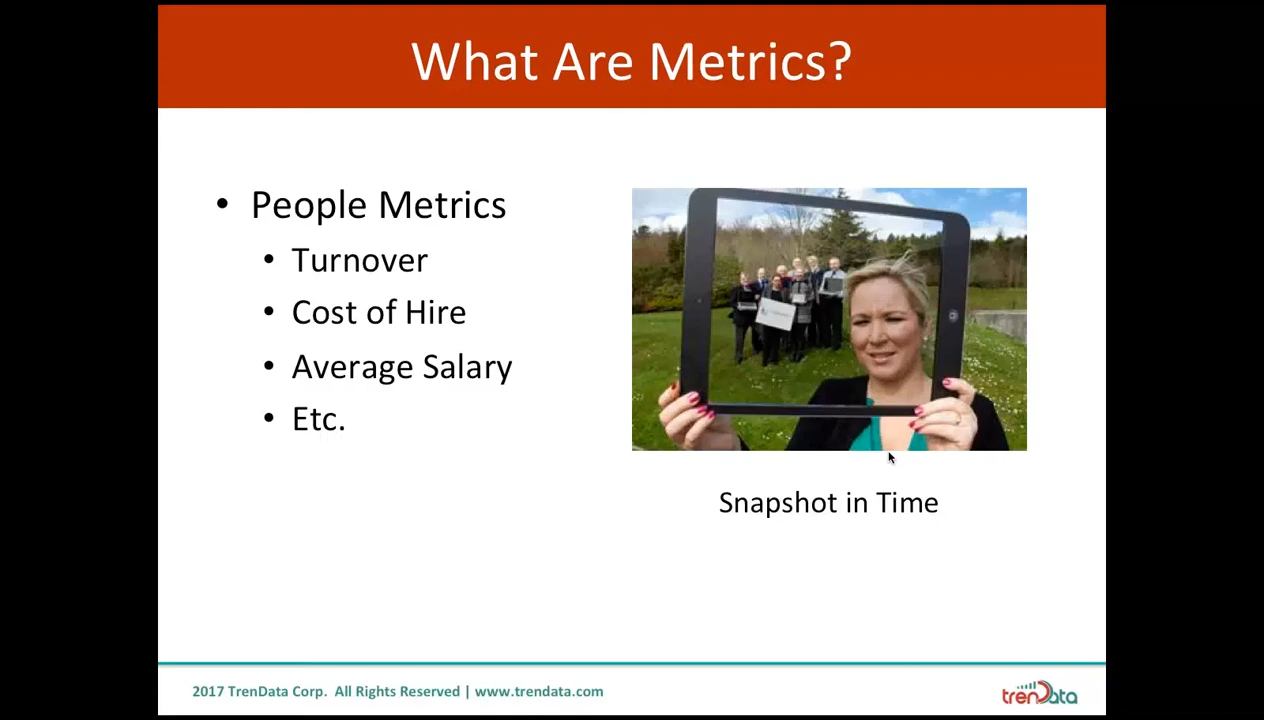 What Are Metrics?
• People Metrics
• Turnover
• Cost of Hire
• Average Salary
• Etc.
Snapshot in Time
2017 TrenData Corp. All Rights Reserved | www.trendata.com
trenData